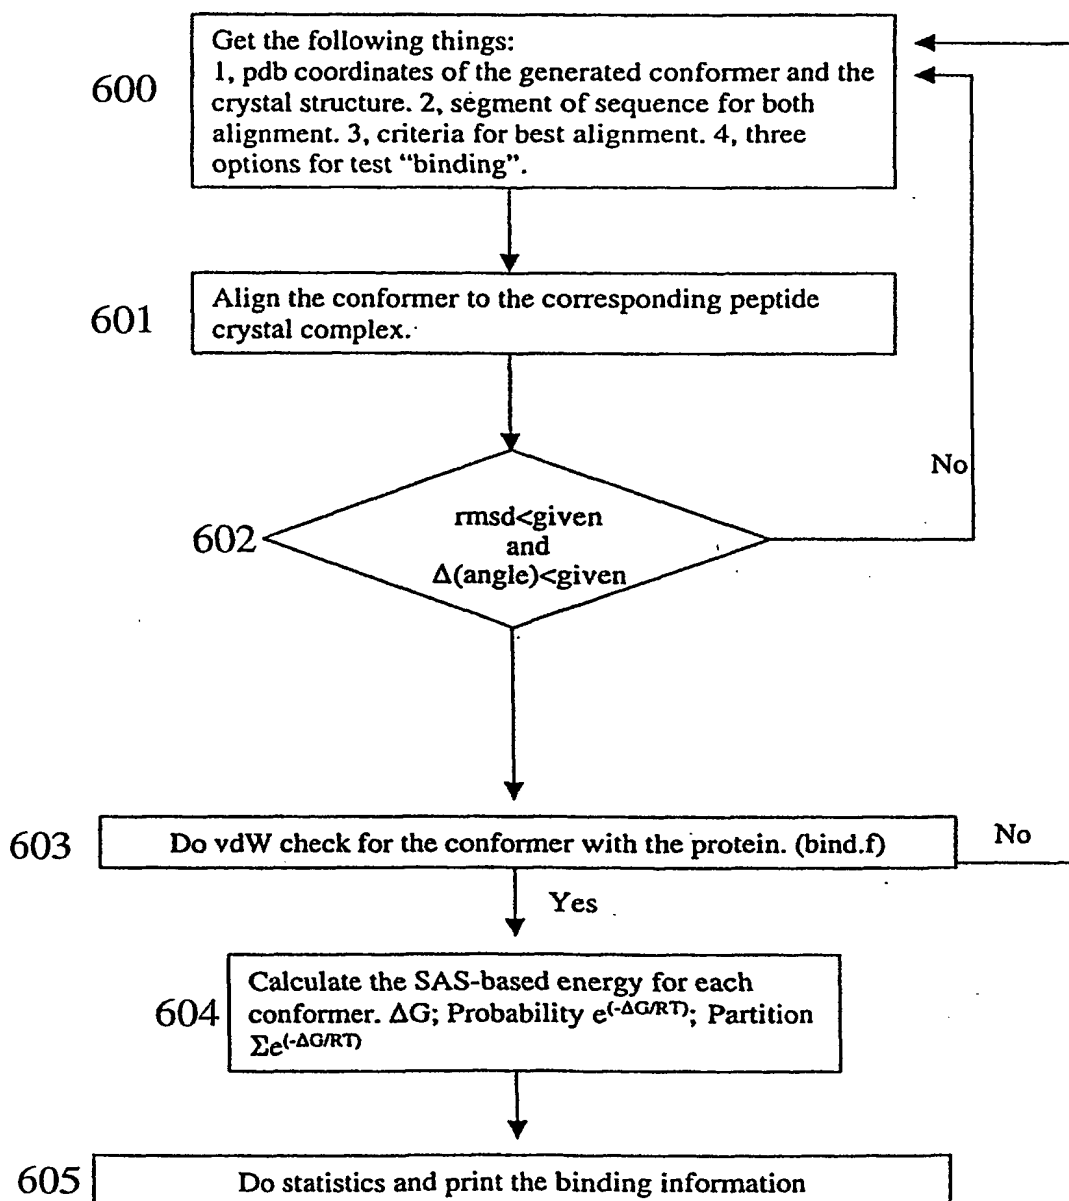 600
Get the following things:
1, pdb coordinates of the generated conformer and the
crystal structure. 2, segment of sequence for both
alignment. 3, criteria for best alignment. 4, three
options for test “binding”.
601
Align the conformer to the corresponding peptide
crystal complex.
602
rmsd<given
and
Δ(angle)<given
No
603
Do vdW check for the conformer with the protein. (bind.f)
No
Yes
604
Calculate the SAS-based energy for each
conformer. ΔG; Probability e(-ΔG/RT); Partition
Σe(-ΔG/RT)
605
Do statistics and print the binding information